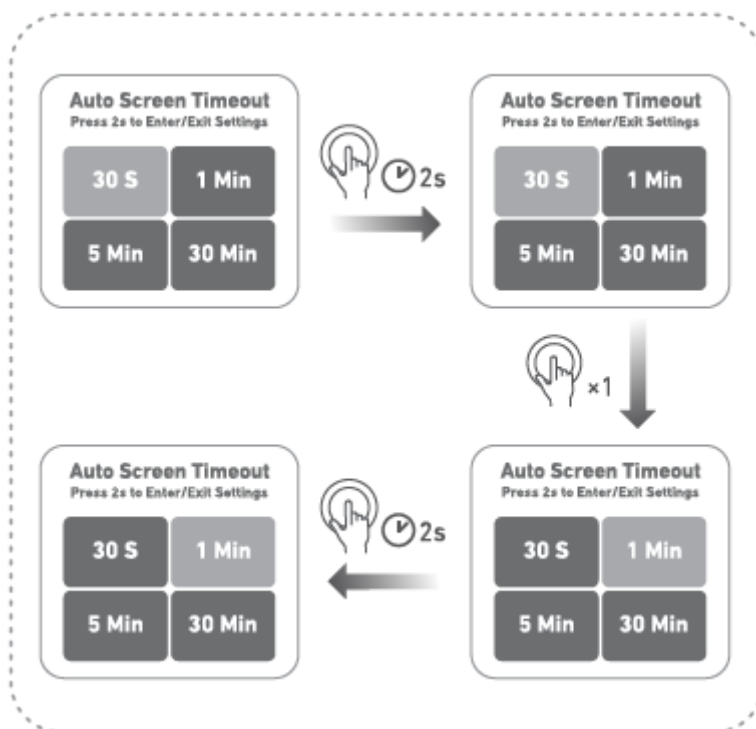 Auto Screen Timeout
Press 2s to Enter/Exit Settings
30 S
1 Min
5 Min
30 Min
2s
Auto Screen Timeout
Press 2s to Enter/Exit Settings
30 S
1 Min
5 Min
30 Min
×1
Auto Screen Timeout
Press 2s to Enter/Exit Settings
30 S
1 Min
5 Min
30 Min
2s
Auto Screen Timeout
Press 2s to Enter/Exit Settings
30 S
1 Min
5 Min
30 Min